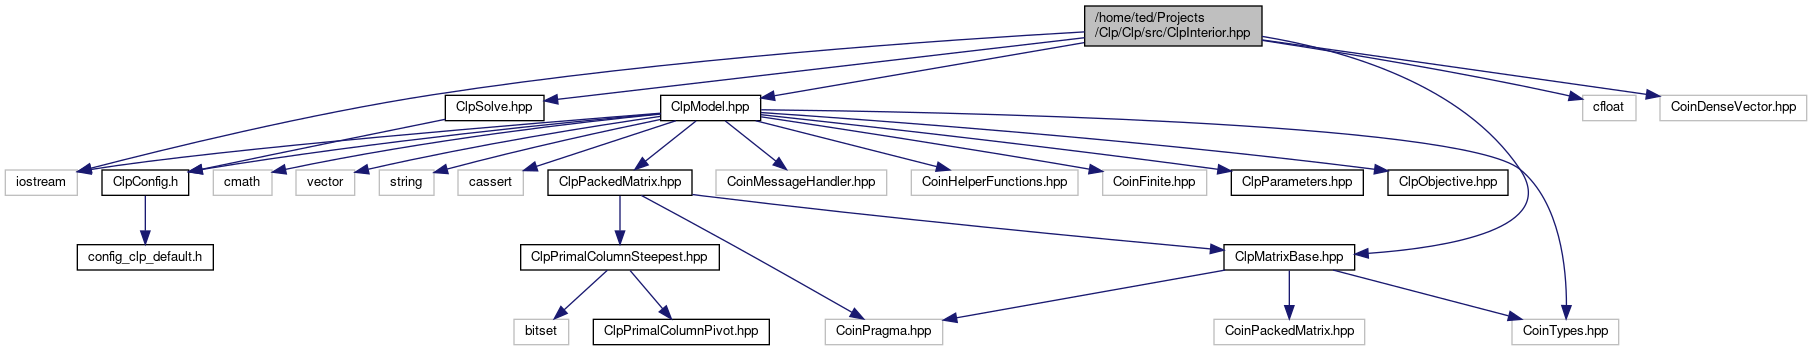 /home/ted/Projects
/Clp/Clp/src/ClpInterior.hpp
ClpSolve.hpp
ClpModel.hpp
cfloat
CoinDenseVector.hpp
iostream
ClpConfig.h
cmath
vector
string
cassert
ClpPackedMatrix.hpp
CoinMessageHandler.hpp
CoinHelperFunctions.hpp
CoinFinite.hpp
ClpParameters.hpp
ClpObjective.hpp
config_clp_default.h
ClpPrimalColumnSteepest.hpp
ClpMatrixBase.hpp
bitset
ClpPrimalColumnPivot.hpp
CoinPragma.hpp
CoinPackedMatrix.hpp
CoinTypes.hpp